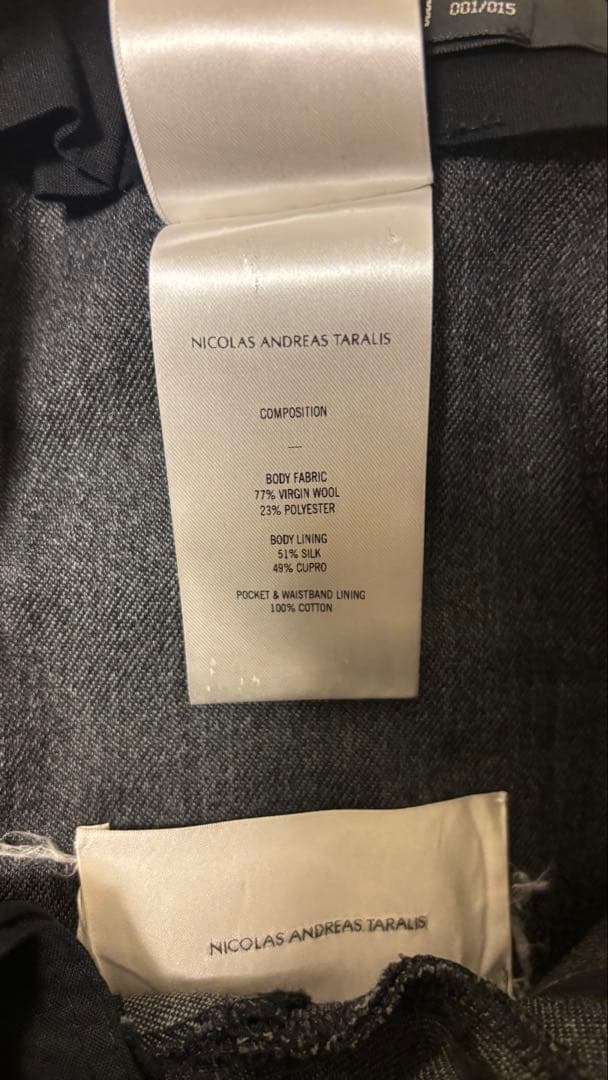 001/015
NICOLAS ANDREAS TARALIS
COMPOSITION
—
BODY FABRIC
77% VIRGIN WOOL
23% POLYESTER
BODY LINING
51% SILK
49% CUPRO
POCKET & WAISTBAND LINING
100% COTTON
NICOLAS ANDREAS TARALIS